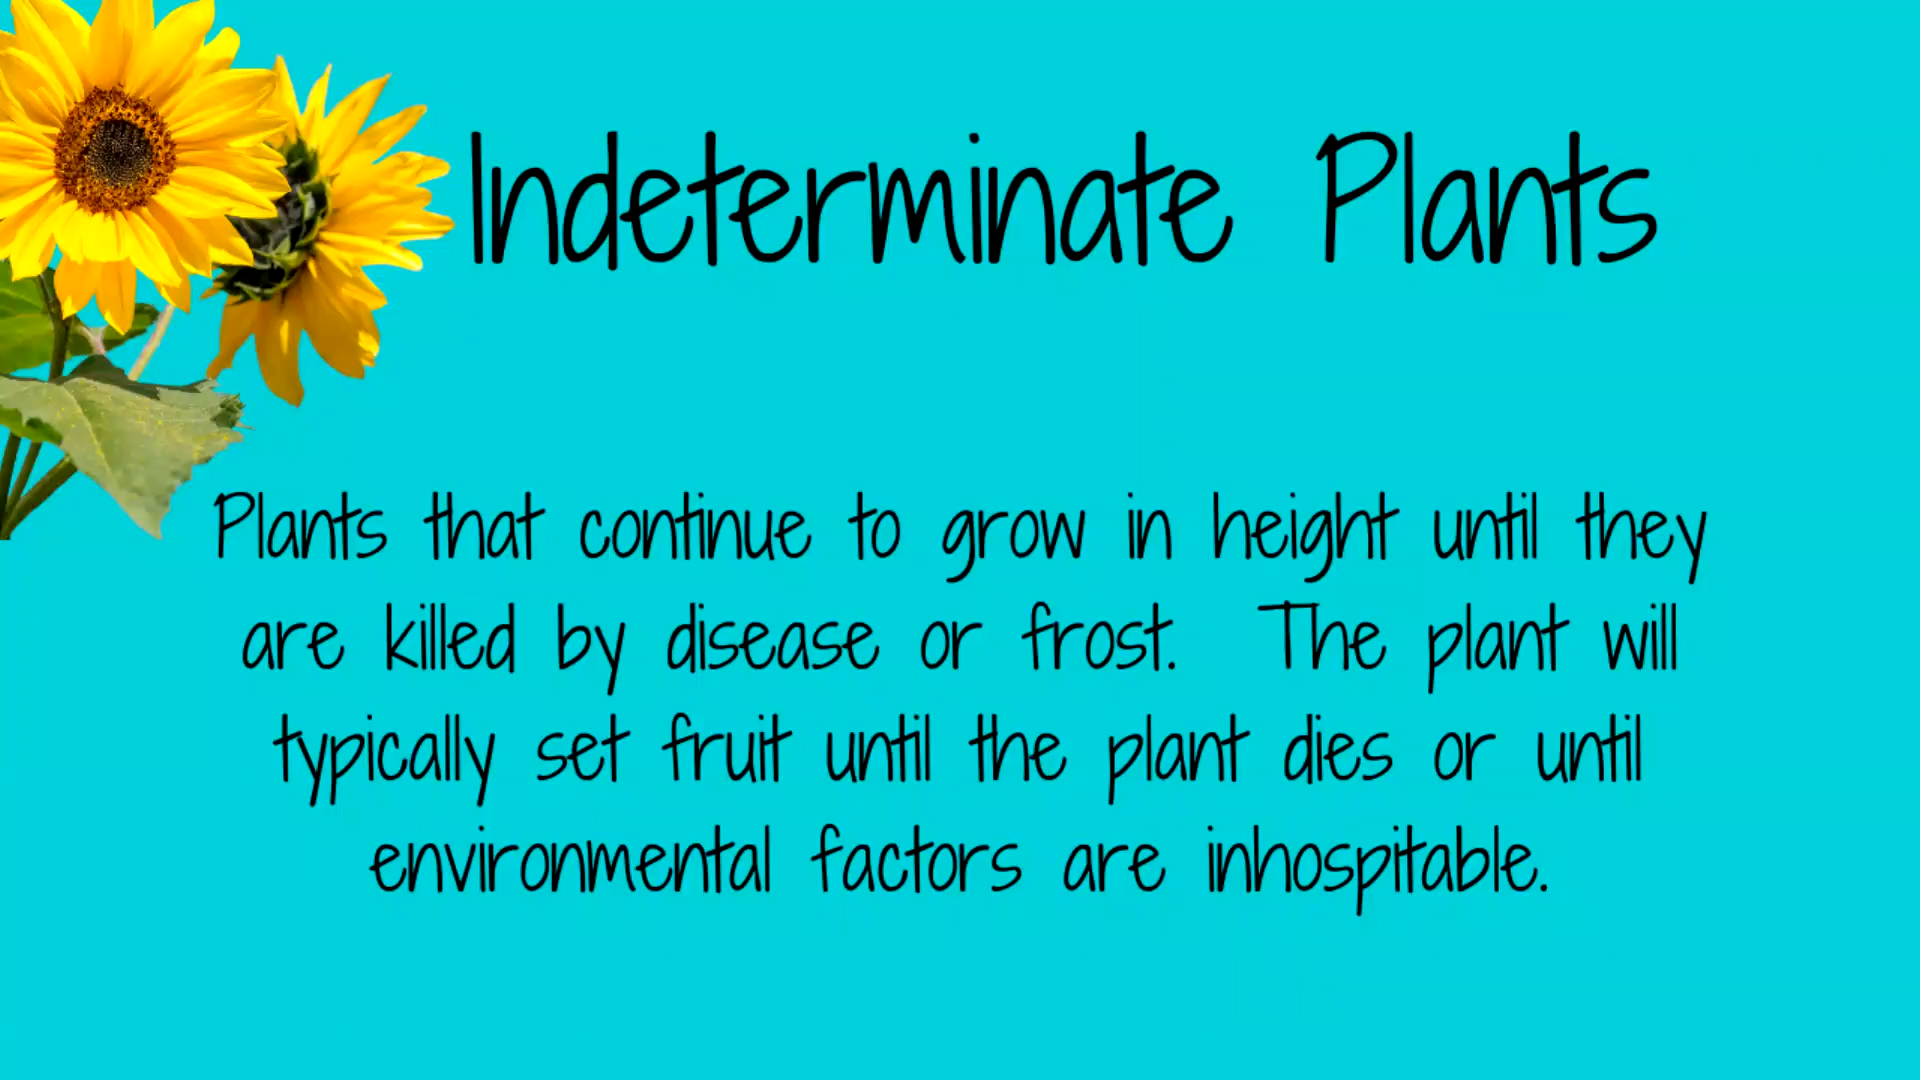 Indeterminate Plants
Plants that continue to grow in height until they
are killed by disease or frost. The plant will
typically set fruit until the plant dies or until
environmental factors are inhospitable.